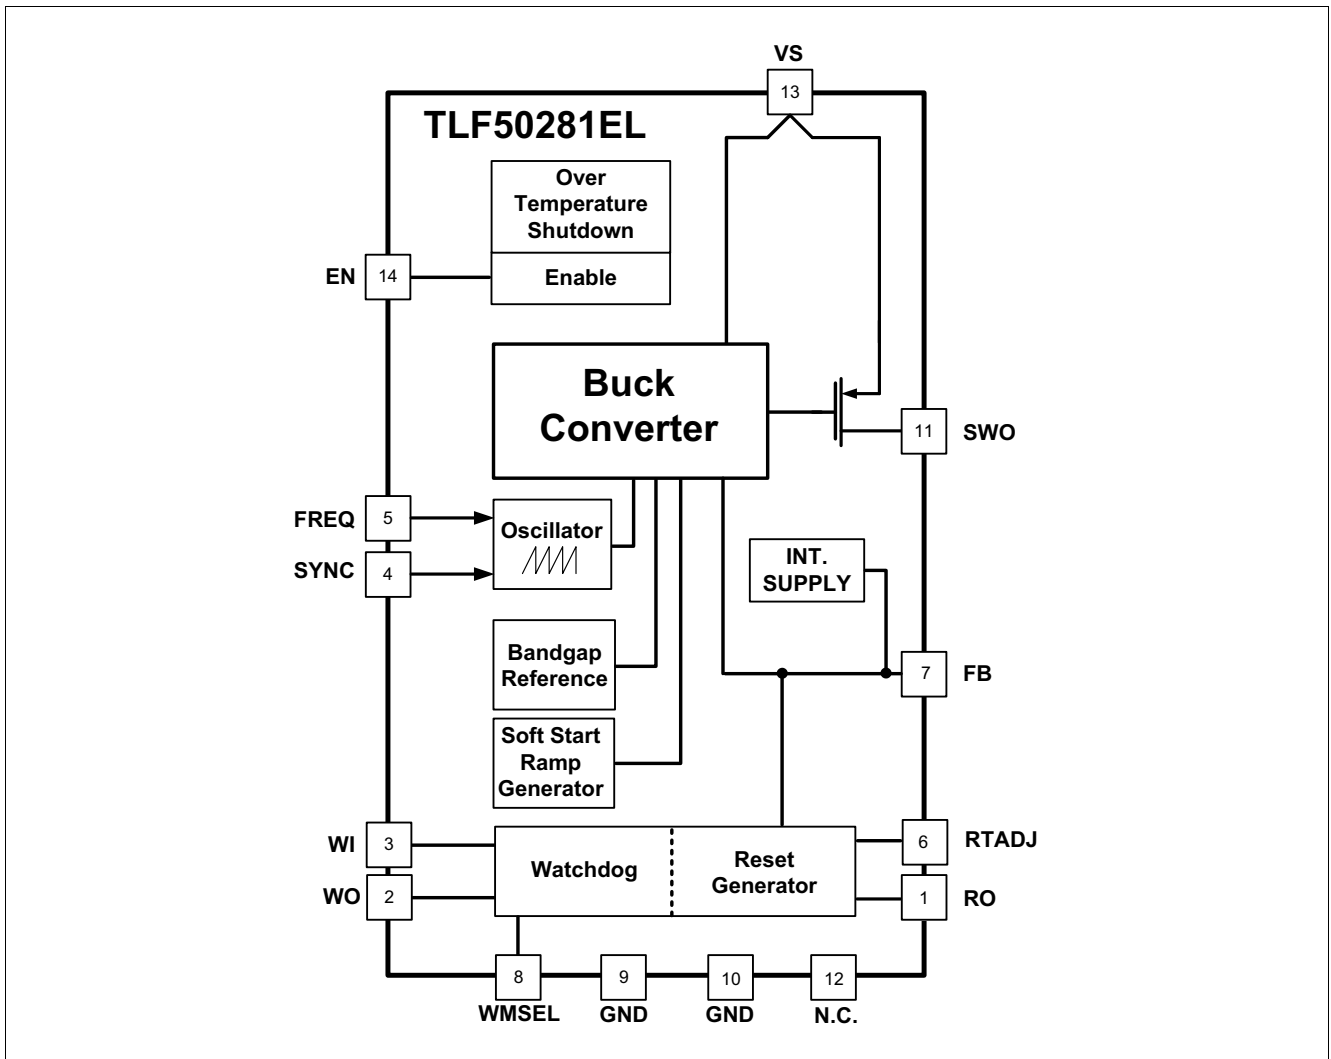 VS
13
TLF50281EL
Over
Temperature
Shutdown
EN
14
Enable
Buck
Converter
11
SWO
FREQ
5
Oscillator
SYNC
4
INT.
SUPPLY
Bandgap
Reference
7
FB
Soft Start
Ramp
Generator
WI
3
Watchdog
Reset
Generator
6
RTADJ
WO
2
1
RO
8
9
10
12
WMSEL
GND
GND
N.C.